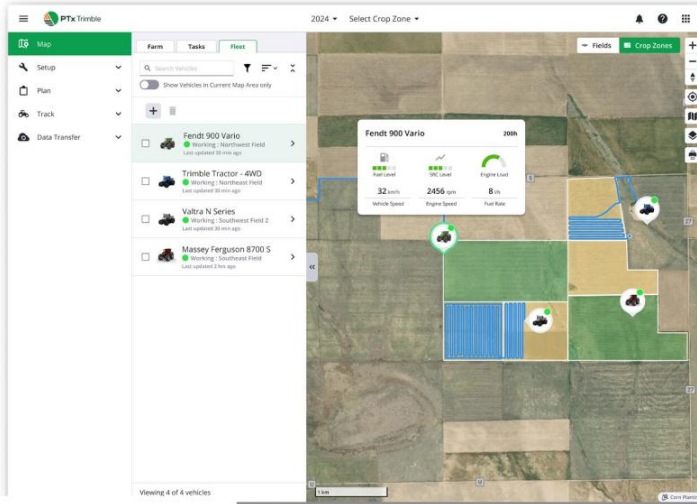 PTx Trimble
2024
Select Crop Zone
Map
Setup
Plan
Track
Data Transfer
Farm
Tasks
Fleet
Search Vehicles
Show Vehicles in Current Map Area only
Fendt 900 Vario
Working : Northwest Field
Last updated 30 min ago
Trimble Tractor - 4WD
Working : Northeast Field
Last updated 30 min ago
Valtra N Series
Working : Southwest Field 2
Last updated 30 min ago
Massey Ferguson 8700 S
Working : Southeast Field
Last updated 2 hrs ago
Viewing 4 of 4 vehicles
Fields
Crop Zones
Fendt 900 Vario
200h
Fuel Level
SRC Level
Engine Load
32 km/h
2456 rpm
8 l/h
Vehicle Speed
Engine Speed
Fuel Rate
6
27
27
1 km